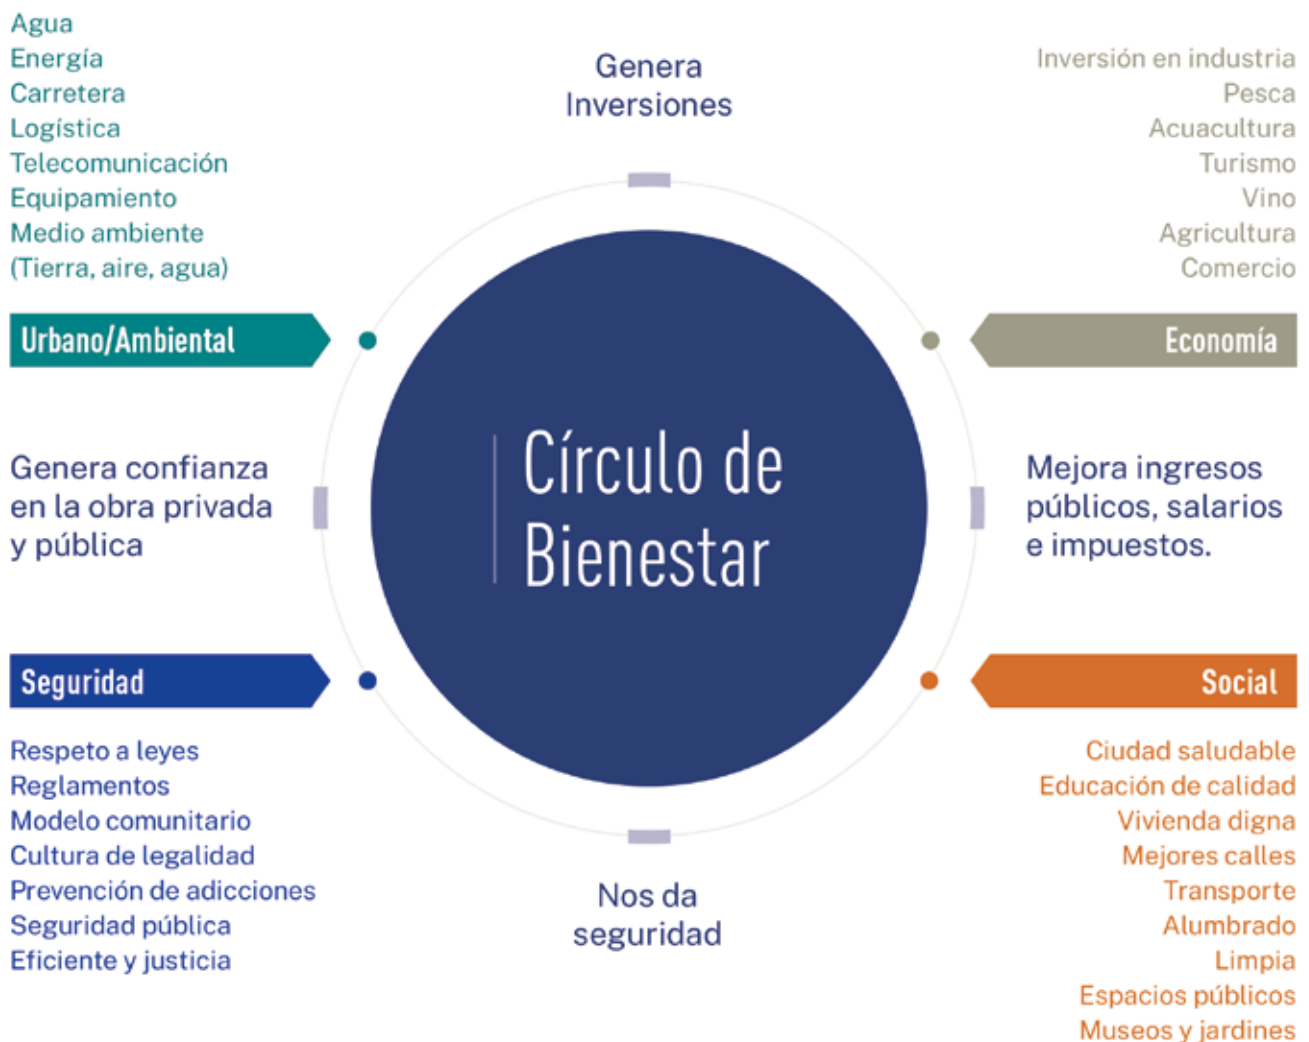 Agua
Energía
Carretera
Logística
Telecomunicación
Equipamiento
Medio ambiente
(Tierra, aire, agua)
Urbano/Ambiental
Genera
Inversiones
Inversión en industria
Pesca
Acuacultura
Turismo
Vino
Agricultura
Comercio
Economía
Genera confianza
en la obra privada
y pública
Círculo de
Bienestar
Mejora ingresos
públicos, salarios
e impuestos.
Seguridad
Respeto a leyes
Reglamentos
Modelo comunitario
Cultura de legalidad
Prevención de adicciones
Seguridad pública
Eficiente y justicia
Nos da
seguridad
Social
Ciudad saludable
Educación de calidad
Vivienda digna
Mejores calles
Transporte
Alumbrado
Limpia
Espacios públicos
Museos y jardines